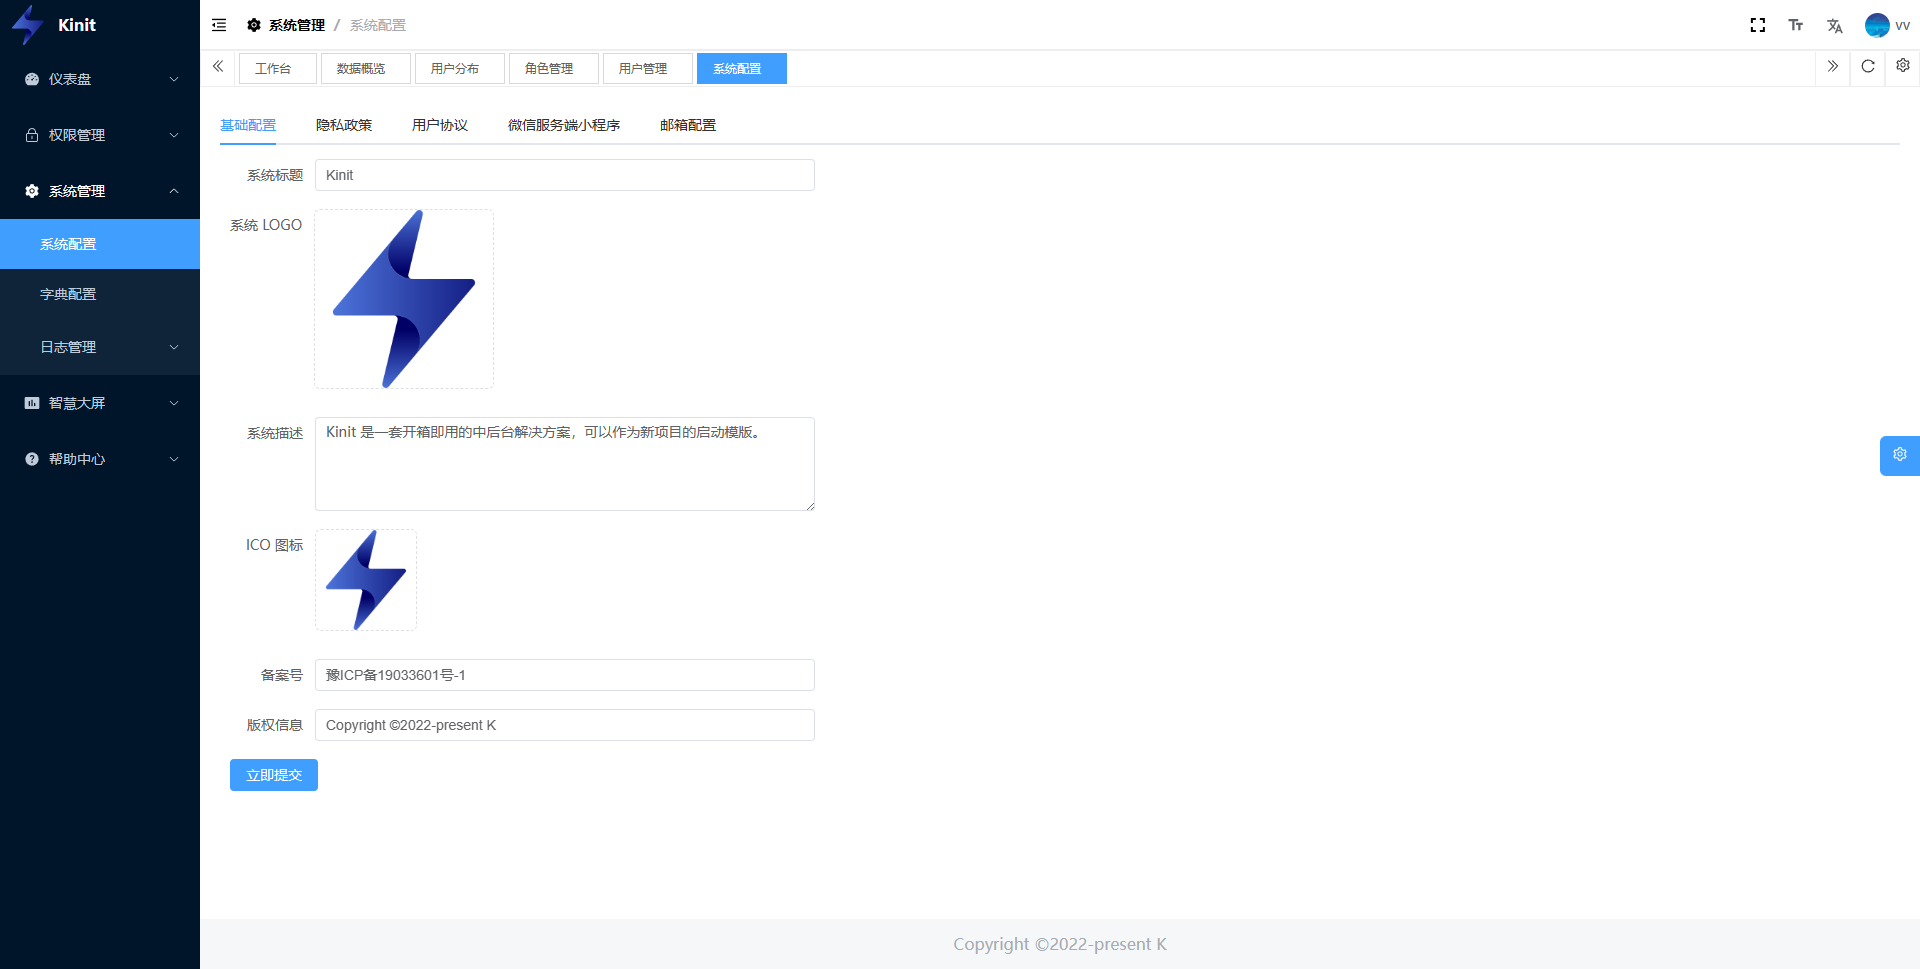 Kinit
仪表盘
权限管理
系统管理
系统配置
字典配置
日志管理
智慧大屏
帮助中心
系统管理 / 系统配置
vv
工作台 数据概览 用户分布 角色管理 用户管理 系统配置
基础配置 隐私政策 用户协议 微信服务端小程序 邮箱配置
系统标题 Kinit
系统 LOGO
系统描述 Kinit 是一套开箱即用的中后台解决方案，可以作为新项目的启动模版。
ICO 图标
备案号 豫ICP备19033601号-1
版权信息 Copyright ©2022-present K
立即提交
Copyright ©2022-present K